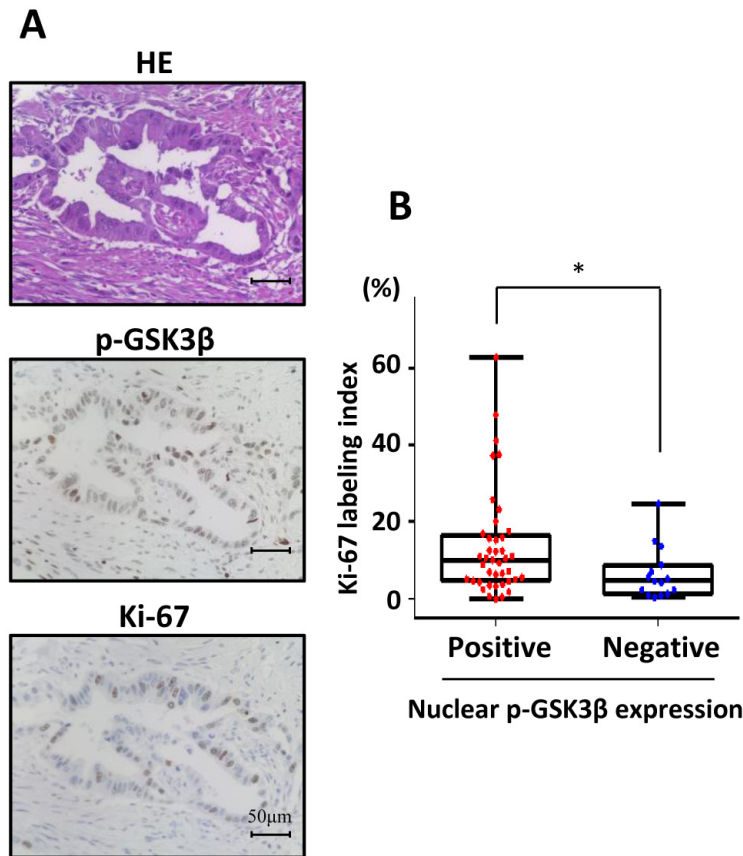 A
HE
p-GSK3β
Ki-67
50μm
B
(%)
*
Ki-67 labeling index
60
40
20
0
Positive Negative
Nuclear p-GSK3β expression